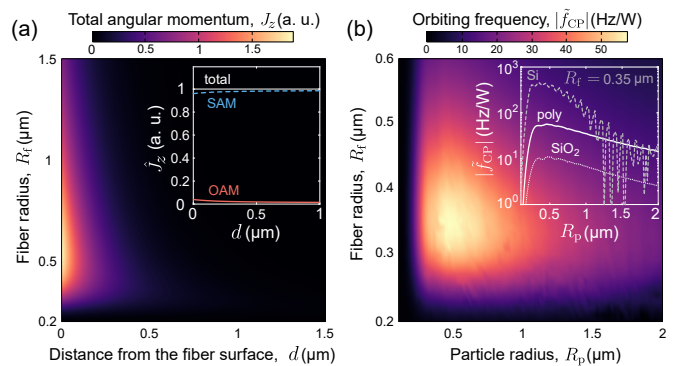 (a)
Total angular momentum, J_z (a. u.)
0 1
1.5
1
0.5
0.2
Fiber radius, R_f (μm)
0 0.5 1 1.5
Distance from the fiber surface, d (μm)
total
SAM
OAM
1
0.8
0.6
0.4
0.2
0
Ĵ_z (a. u.)
0 0.5 1
d (μm)
(b)
Orbiting frequency, |f̃_CP| (Hz/W)
0 10 20 30 40 50
0.6
0.5
0.4
0.3
0.2
Fiber radius, R_f (μm)
0.5 1 1.5 2
Particle radius, R_p (μm)
Si
R_f = 0.35 μm
poly
SiO₂
10³
10²
10¹
10⁰
|f̃_CP| (Hz/W)
0.5 1 1.5 2
R_p (μm)